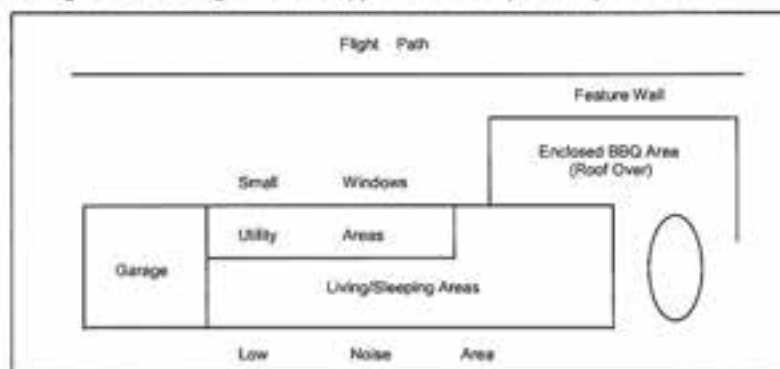 Flight Path
Feature Wall
Enclosed BBQ Area
(Roof Over)
Small Windows
Utility Areas
Garage
Living/Sleeping Areas
Low Noise Area